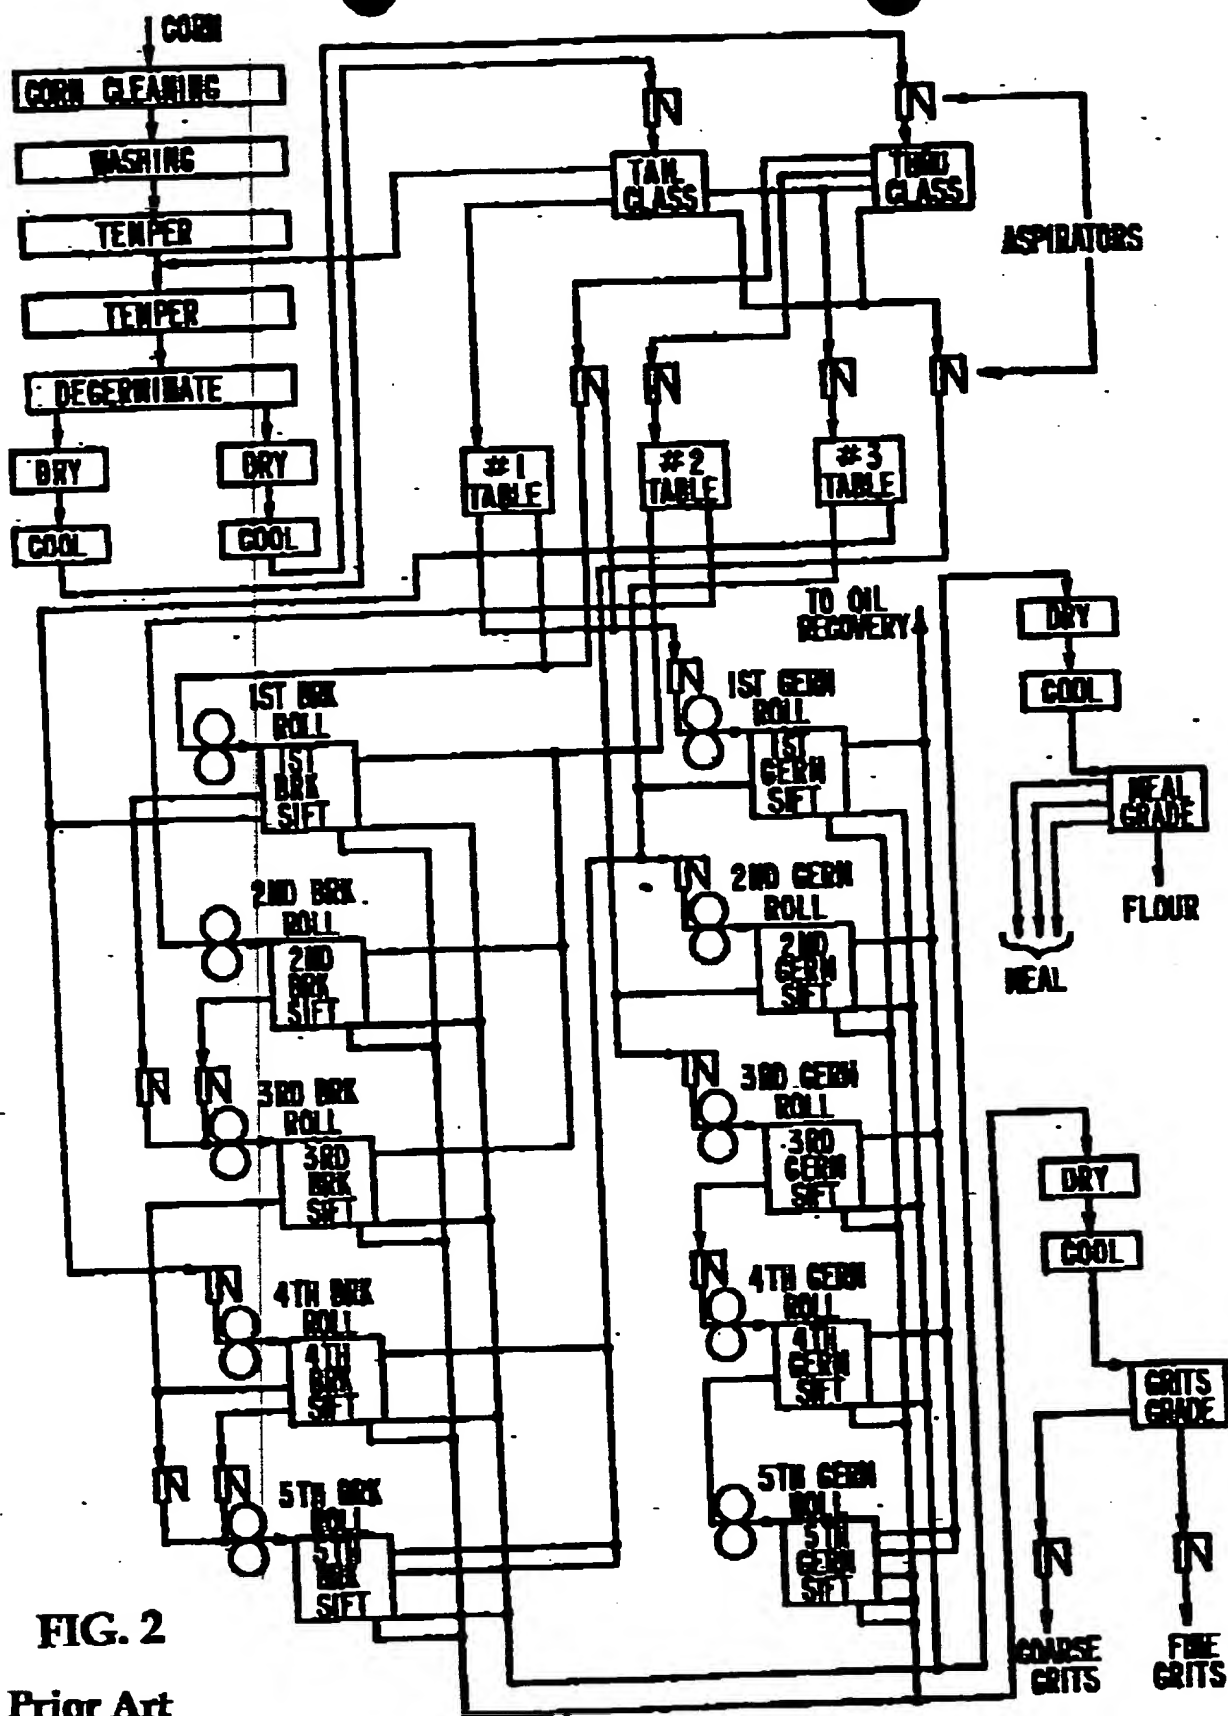 CORN
CORN CLEANING
WASHING
TEMPER
TEMPER
DEGERMINATE
DRY
DRY
COOL
COOL
TAIL
CLASS
THRU
CLASS
ASPIRATORS
#1
TABLE
#2
TABLE
#3
TABLE
TO OIL
RECOVERY
DRY
COOL
MEAL
GRADE
FLOUR
MEAL
1ST BRK
ROLL
1ST
BRK
SIFT
1ST GERM
ROLL
1ST
GERM
SIFT
2ND BRK
ROLL
2ND
BRK
SIFT
2ND GERM
ROLL
2ND
GERM
SIFT
3RD BRK
ROLL
3RD
BRK
SIFT
3RD GERM
ROLL
3RD
GERM
SIFT
DRY
COOL
4TH BRK
ROLL
4TH
BRK
SIFT
4TH GERM
ROLL
4TH
GERM
SIFT
GRITS
GRADE
5TH BRK
ROLL
5TH
BRK
SIFT
5TH GERM
ROLL
5TH
GERM
SIFT
COARSE
GRITS
FINE
GRITS
FIG. 2
Prior Art